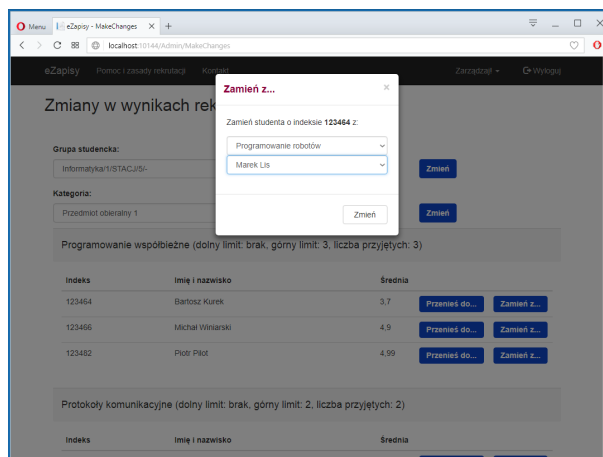 Menu
eZapisy - MakeChanges
localhost:10144/Admin/MakeChanges
eZapisy Pomoc i zasady rekrutacji Kontakt Zarządzaj! Wyloguj
Zmiany w wynikach rek
Zamień z...
Zamień studenta o indeksie 123464 z:
Programowanie robotów
Marek Lis
Zmień
Grupa studencka:
Informatyka/1/STACJ/5/-
Zmień
Kategoria:
Przedmiot obieralny 1
Zmień
Programowanie współbieżne (dolny limit: brak, górny limit: 3, liczba przyjętych: 3)
Indeks Imię i nazwisko Średnia
123464 Bartosz Kurek 3,7 Przenieś do... Zamień z...
123466 Michał Winiarski 4,9 Przenieś do... Zamień z...
123482 Piotr Pilot 4,99 Przenieś do... Zamień z...
Protokoły komunikacyjne (dolny limit: brak, górny limit: 2, liczba przyjętych: 2)
Indeks Imię i nazwisko Średnia